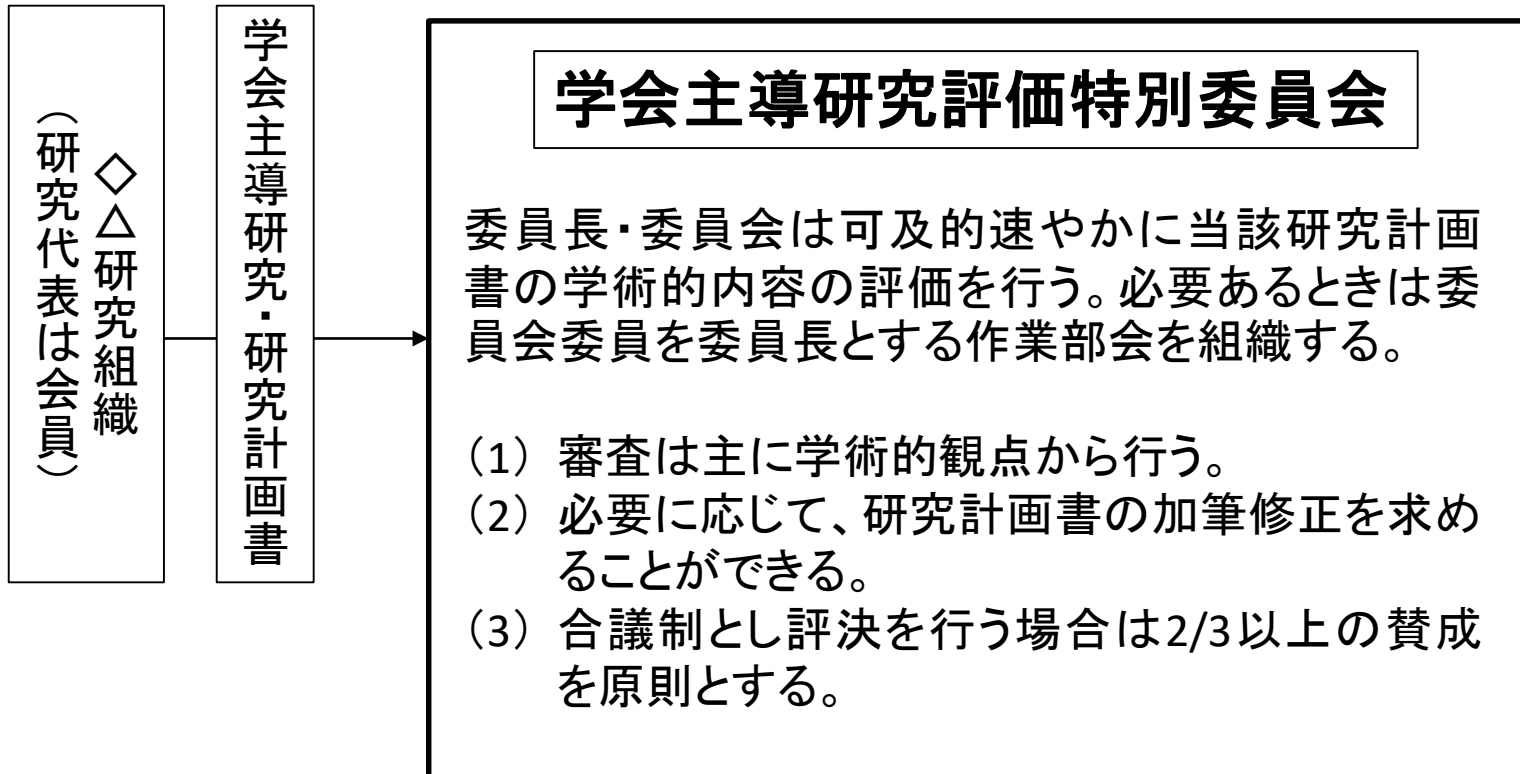 ◇△研究組織
（研究代表は会員）
学会主導研究・研究計画書
学会主導研究評価特別委員会
委員長・委員会は可及的速やかに当該研究計画
書の学術的内容の評価を行う。必要あるときは委
員会委員を委員長とする作業部会を組織する。
（1） 審査は主に学術的観点から行う。
（2） 必要に応じて、研究計画書の加筆修正を求め
ることができる。
（3） 合議制とし評決を行う場合は2/3以上の賛成
を原則とする。